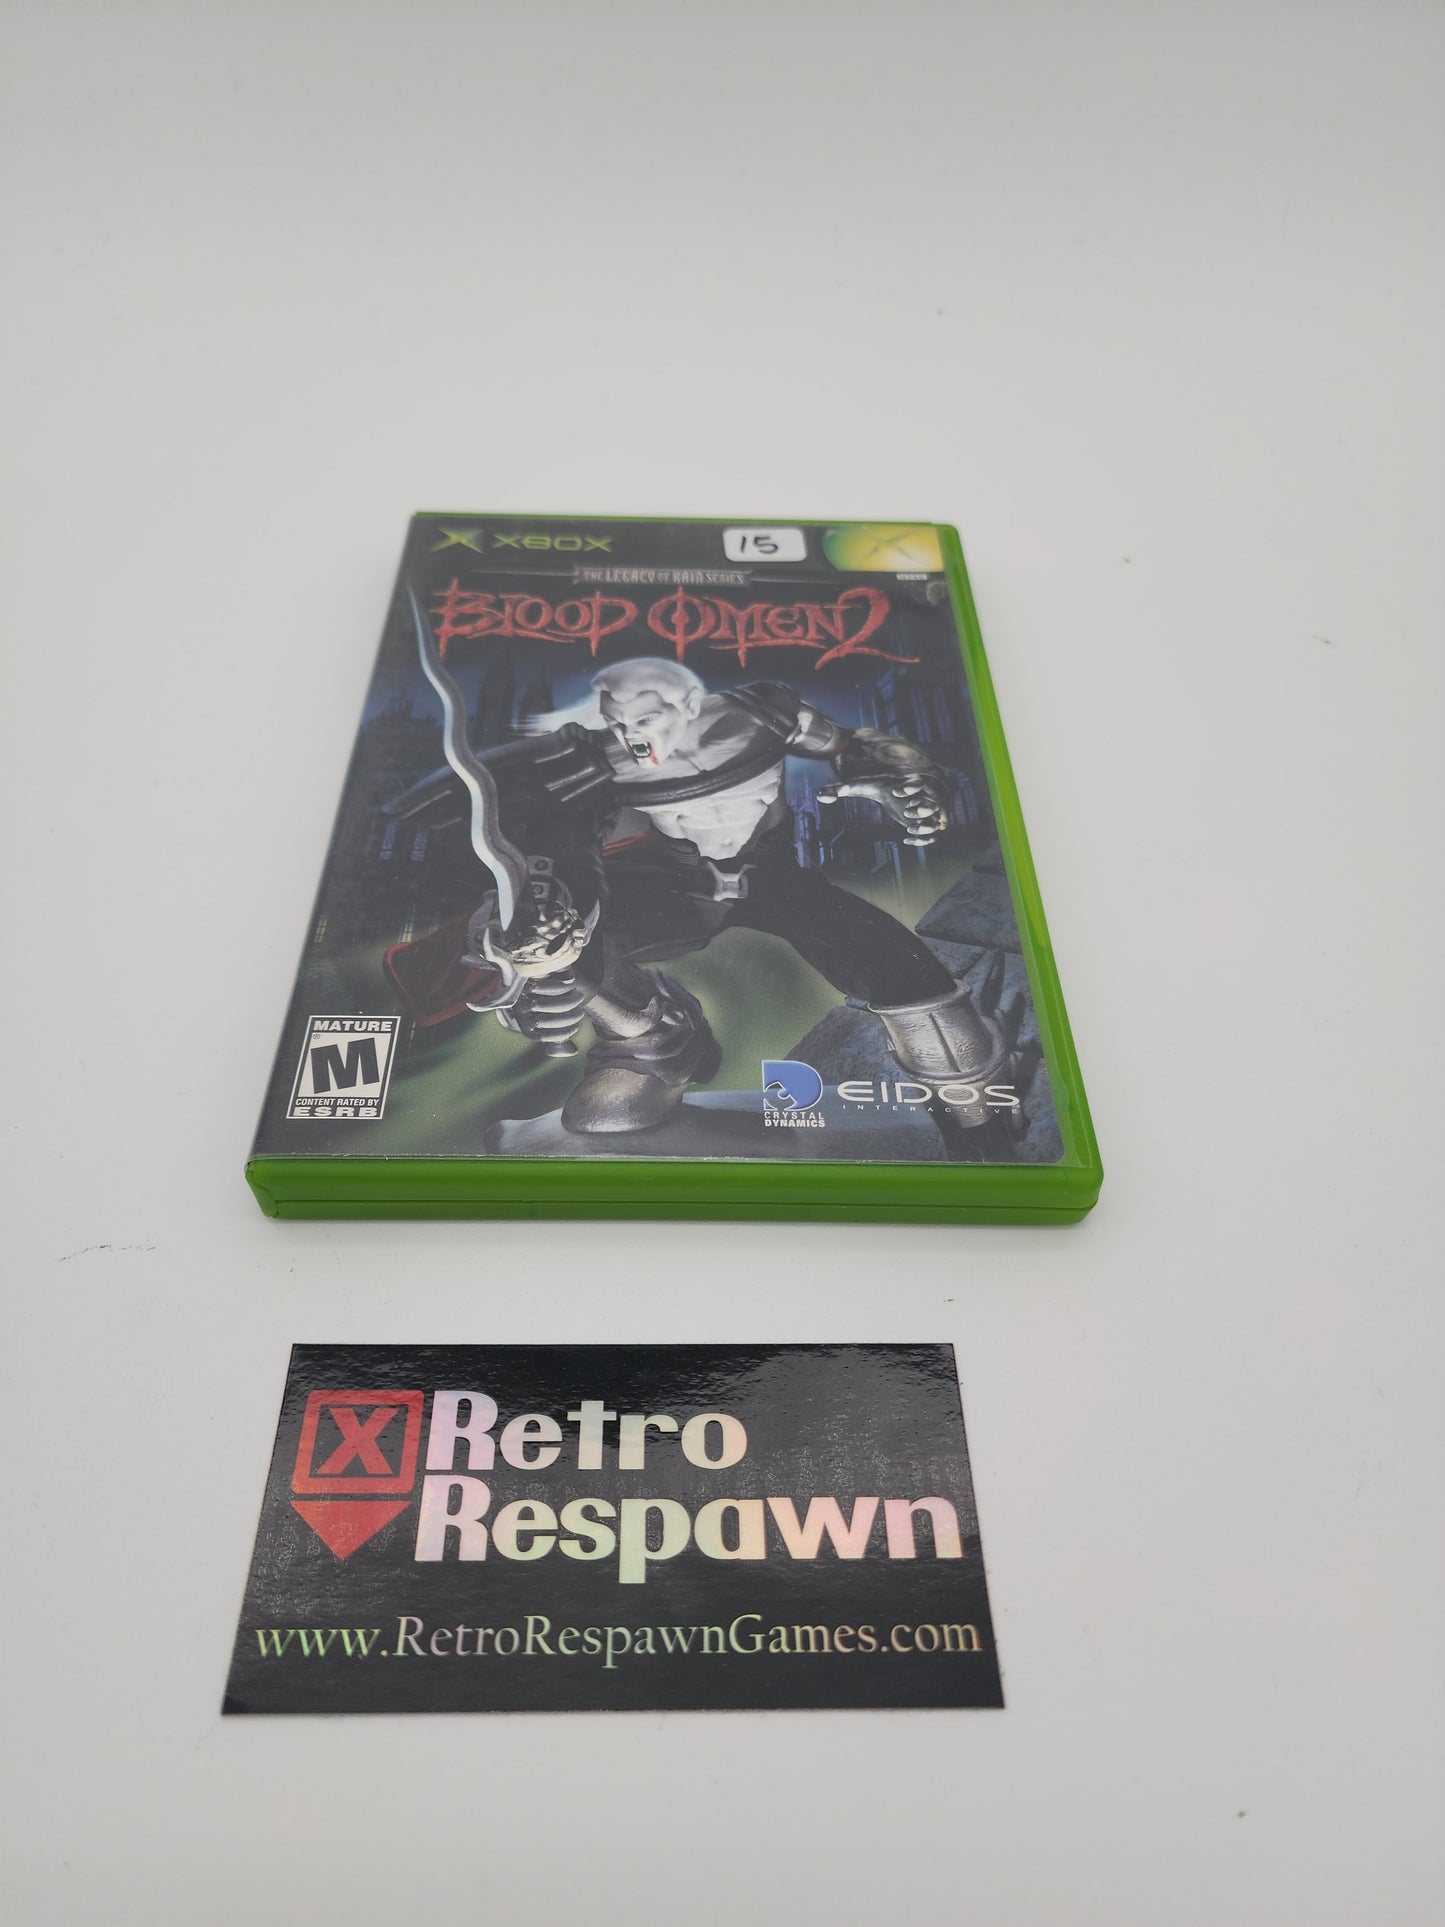 XBOX
15
NTSC
THE LEGACY OF KAIN SERIES
BLOOD OMEN 2
MATURE
M
®
CONTENT RATED BY
ESRB
CRYSTAL
DYNAMICS
EIDOS
INTERACTIVE
X Retro
Respawn
www.RetroRespawnGames.com